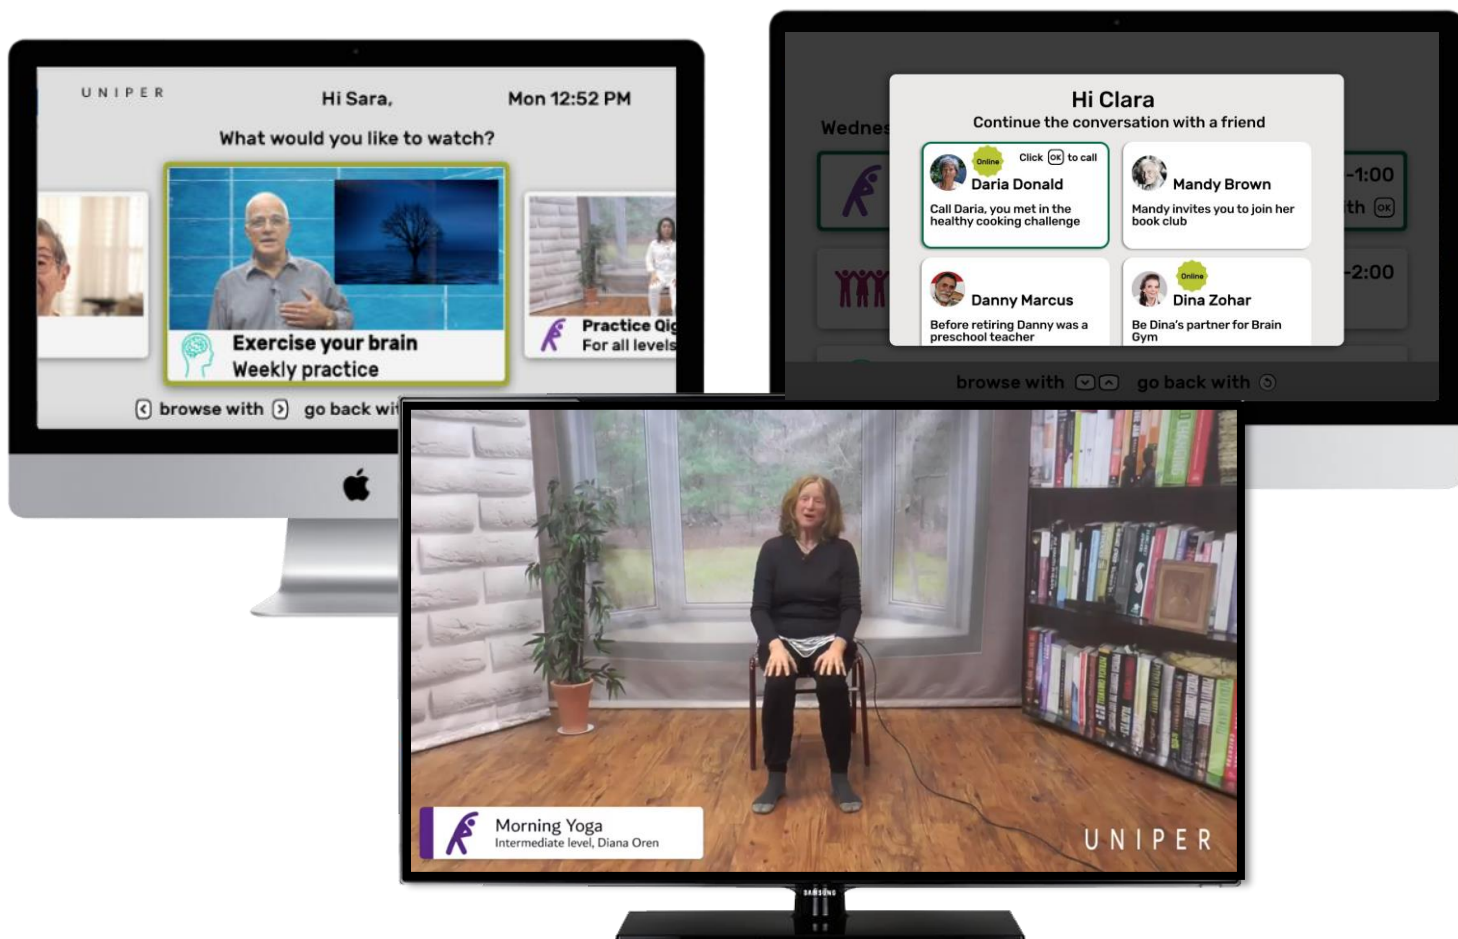 UNIPER
Hi Sara,
Mon 12:52 PM
What would you like to watch?
Exercise your brain
Weekly practice
Practice Qig
For all levels
browse with
go back wit
Hi Clara
Continue the conversation with a friend
Online
Click OK to call
Daria Donald
Call Daria, you met in the
healthy cooking challenge
Mandy Brown
Mandy invites you to join her
book club
Danny Marcus
Before retiring Danny was a
preschool teacher
Online
Dina Zohar
Be Dina's partner for Brain
Gym
Wednes
-1:00
ith OK
-2:00
browse with
go back with
Morning Yoga
Intermediate level, Diana Oren
UNIPER
SAMSUNG